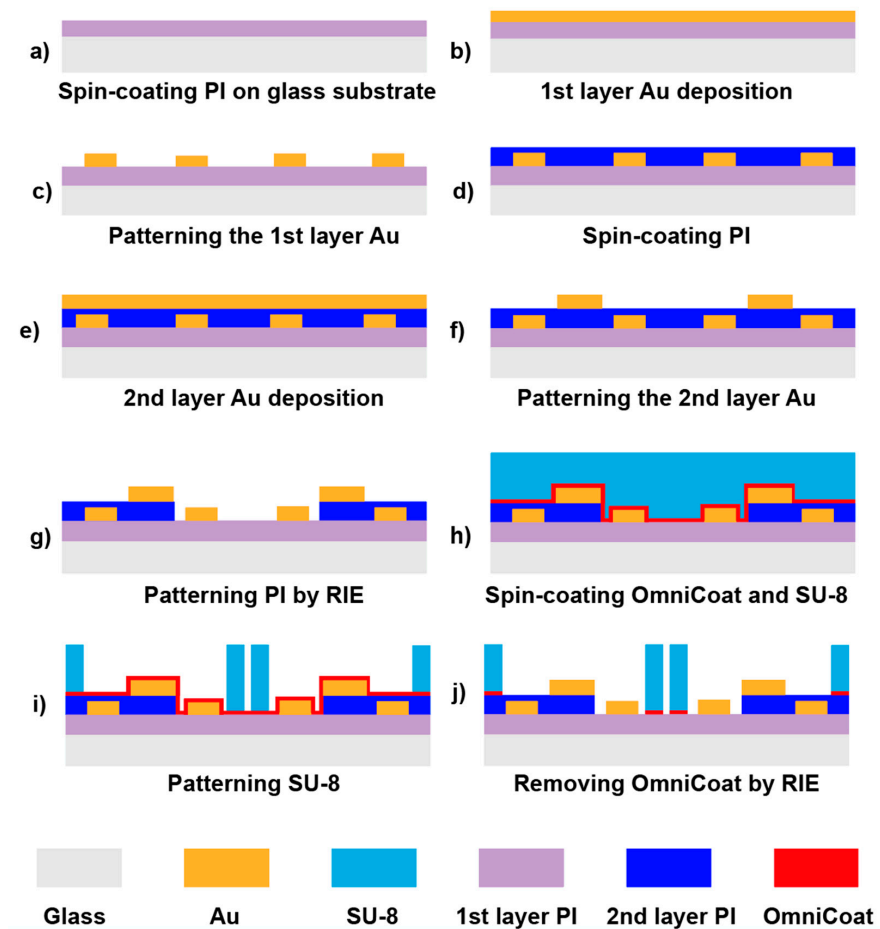 a)
b)
Spin-coating PI on glass substrate
1st layer Au deposition
c)
d)
Patterning the 1st layer Au
Spin-coating PI
e)
f)
2nd layer Au deposition
Patterning the 2nd layer Au
g)
h)
Patterning PI by RIE
Spin-coating OmniCoat and SU-8
i)
j)
Patterning SU-8
Removing OmniCoat by RIE
Glass
Au
SU-8
1st layer PI
2nd layer PI
OmniCoat